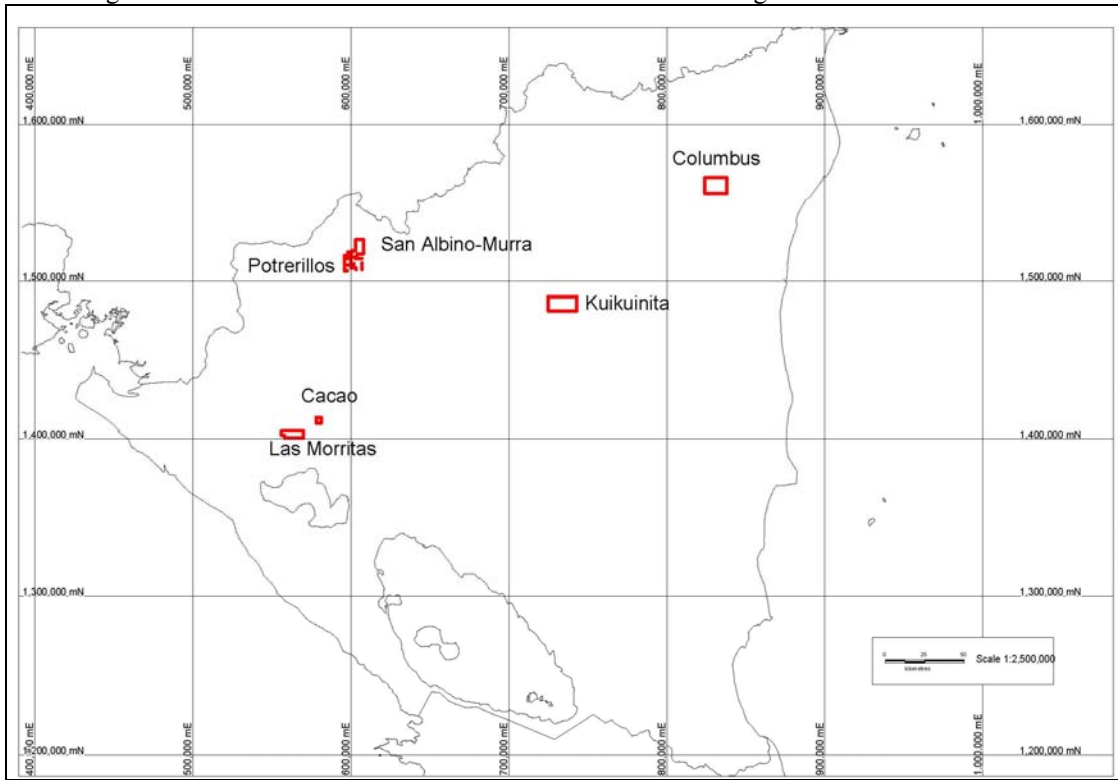 400,000 mE
500,000 mE
600,000 mE
700,000 mE
800,000 mE
900,000 mE
1,000,000 mE
1,600,000 mN
1,600,000 mN
Columbus
San Albino-Murra
Potrerillos
1,500,000 mN
1,500,000 mN
Kuikuinita
Cacao
1,400,000 mN
1,400,000 mN
Las Morritas
1,300,000 mN
1,300,000 mN
0 25 50
kilometres
Scale 1:2,500,000
400,000 mE
500,000 mE
600,000 mE
700,000 mE
800,000 mE
900,000 mE
1,000,000 mE
1,200,000 mN
1,200,000 mN